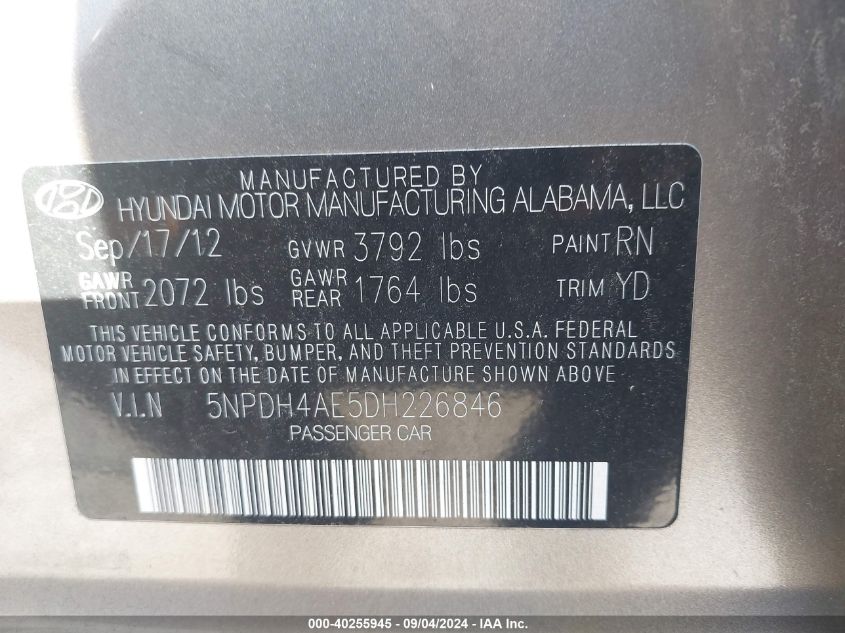 MANUFACTURED BY
HYUNDAI MOTOR MANUFACTURING ALABAMA, LLC
Sep/17/12 GVWR 3792 lbs PAINT RN
GAWR FRONT 2072 lbs GAWR REAR 1764 lbs TRIM YD
THIS VEHICLE CONFORMS TO ALL APPLICABLE U.S.A. FEDERAL
MOTOR VEHICLE SAFETY, BUMPER, AND THEFT PREVENTION STANDARDS
IN EFFECT ON THE DATE OF MANUFACTURE SHOWN ABOVE.
V.I.N 5NPDH4AE5DH226846
PASSENGER CAR
000-40255945 - 09/04/2024 - IAA Inc.